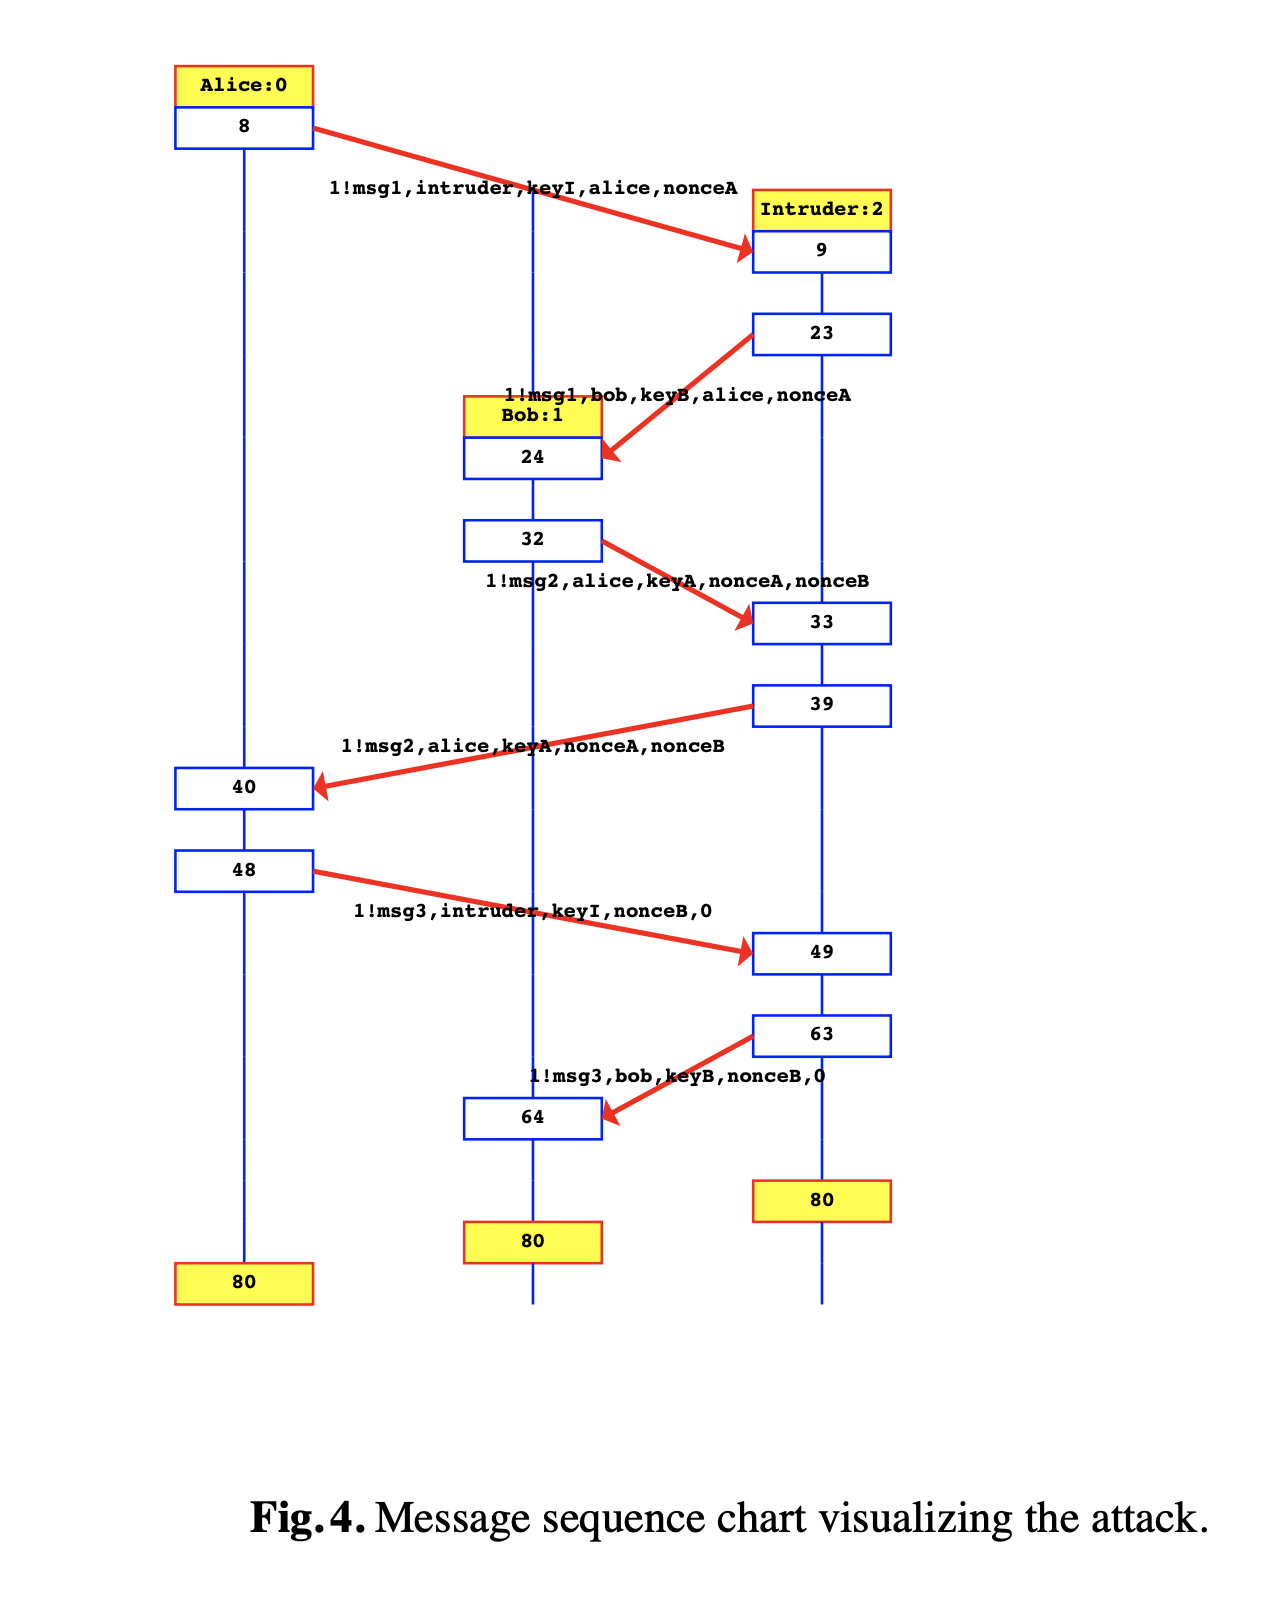 Alice:0
8
1!msg1,intruder,keyI,alice,nonceA
Intruder:2
9
23
1!msg1,bob,keyB,alice,nonceA
Bob:1
24
32
1!msg2,alice,keyA,nonceA,nonceB
33
39
1!msg2,alice,keyA,nonceA,nonceB
40
48
1!msg3,intruder,keyI,nonceB,0
49
63
1!msg3,bob,keyB,nonceB,0
64
80
80
80
Fig. 4. Message sequence chart visualizing the attack.